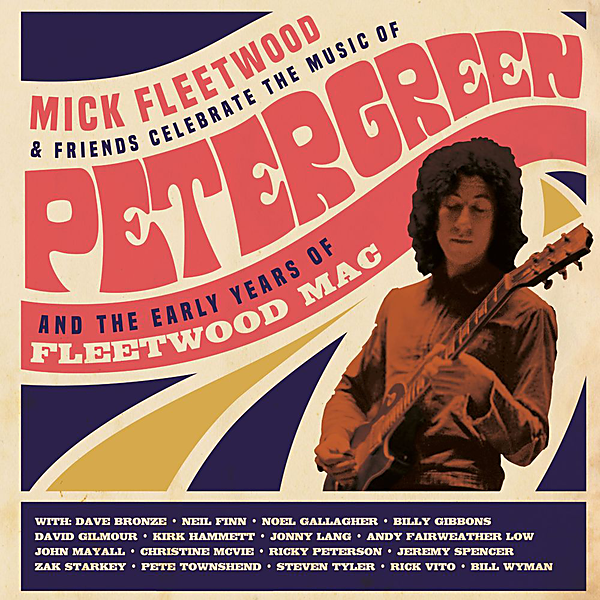 MICK FLEETWOOD
& FRIENDS CELEBRATE THE MUSIC OF
PETER GREEN
AND THE EARLY YEARS OF
FLEETWOOD MAC
WITH: DAVE BRONZE · NEIL FINN · NOEL GALLAGHER · BILLY GIBBONS
DAVID GILMOUR · KIRK HAMMETT · JONNY LANG · ANDY FAIRWEATHER LOW
JOHN MAYALL · CHRISTINE MCVIE · RICKY PETERSON · JEREMY SPENCER
ZAK STARKEY · PETE TOWNSHEND · STEVEN TYLER · RICK VITO · BILL WYMAN